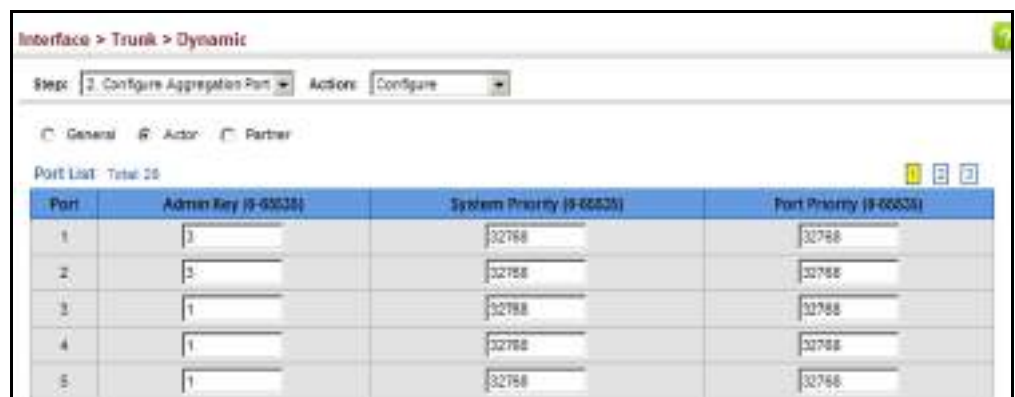 Interface > Trunk > Dynamic
Step: 2. Configure Aggregation Port Action: Configure
General Actor Partner
Port List Total: 28 1 2 3
Port Admin Key (0-65535) System Priority (0-65535) Port Priority (0-65535)
1 3 32768 32768
2 3 32768 32768
3 1 32768 32768
4 1 32768 32768
5 1 32768 32768